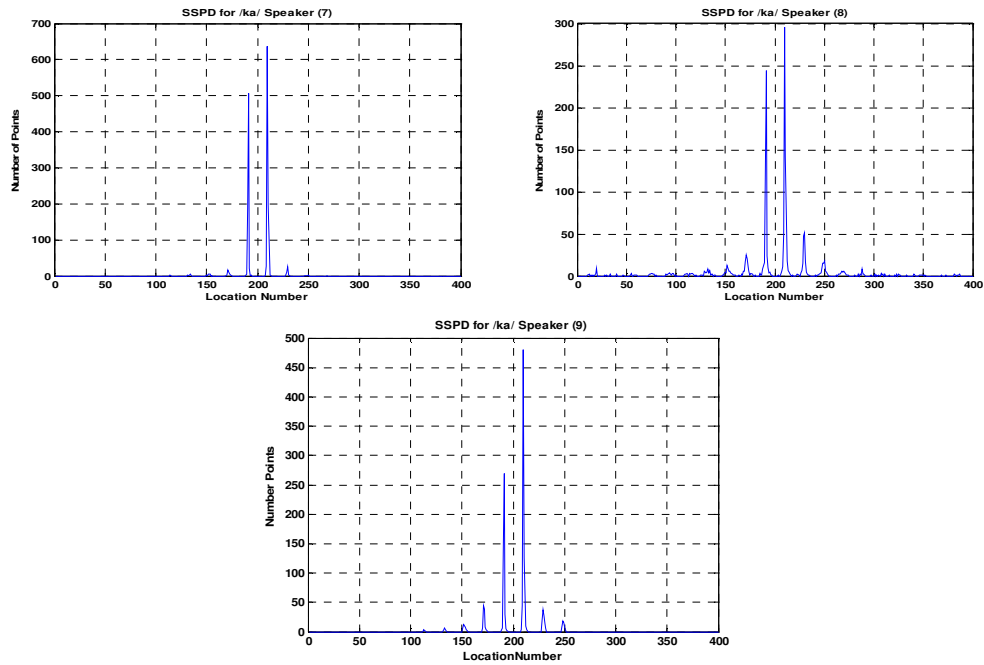 SSPD for /ka/ Speaker (7)
Number of Points
700
600
500
400
300
200
100
0
0 50 100 150 200 250 300 350 400
Location Number
SSPD for /ka/ Speaker (8)
Number of Points
300
250
200
150
100
50
0
0 50 100 150 200 250 300 350 400
Location Number
SSPD for /ka/ Speaker (9)
Number Points
500
450
400
350
300
250
200
150
100
50
0
0 50 100 150 200 250 300 350 400
LocationNumber